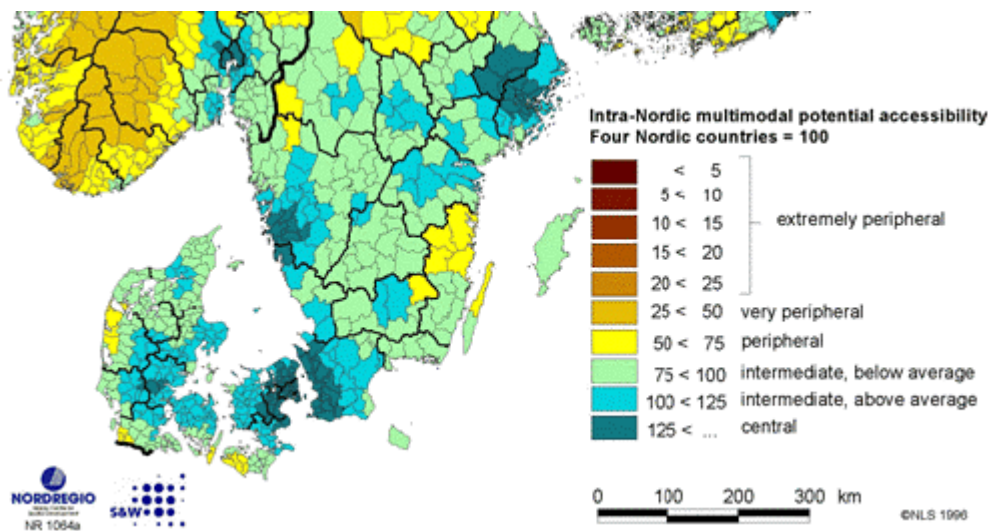 Intra-Nordic multimodal potential accessibility
Four Nordic countries = 100
< 5
5 < 10
10 < 15
extremely peripheral
15 < 20
20 < 25
25 < 50 very peripheral
50 < 75 peripheral
75 < 100 intermediate, below average
100 < 125 intermediate, above average
125 < ... central
NORDREGIO
S&W
NR 1064a
0 100 200 300 km
©NLS 1996